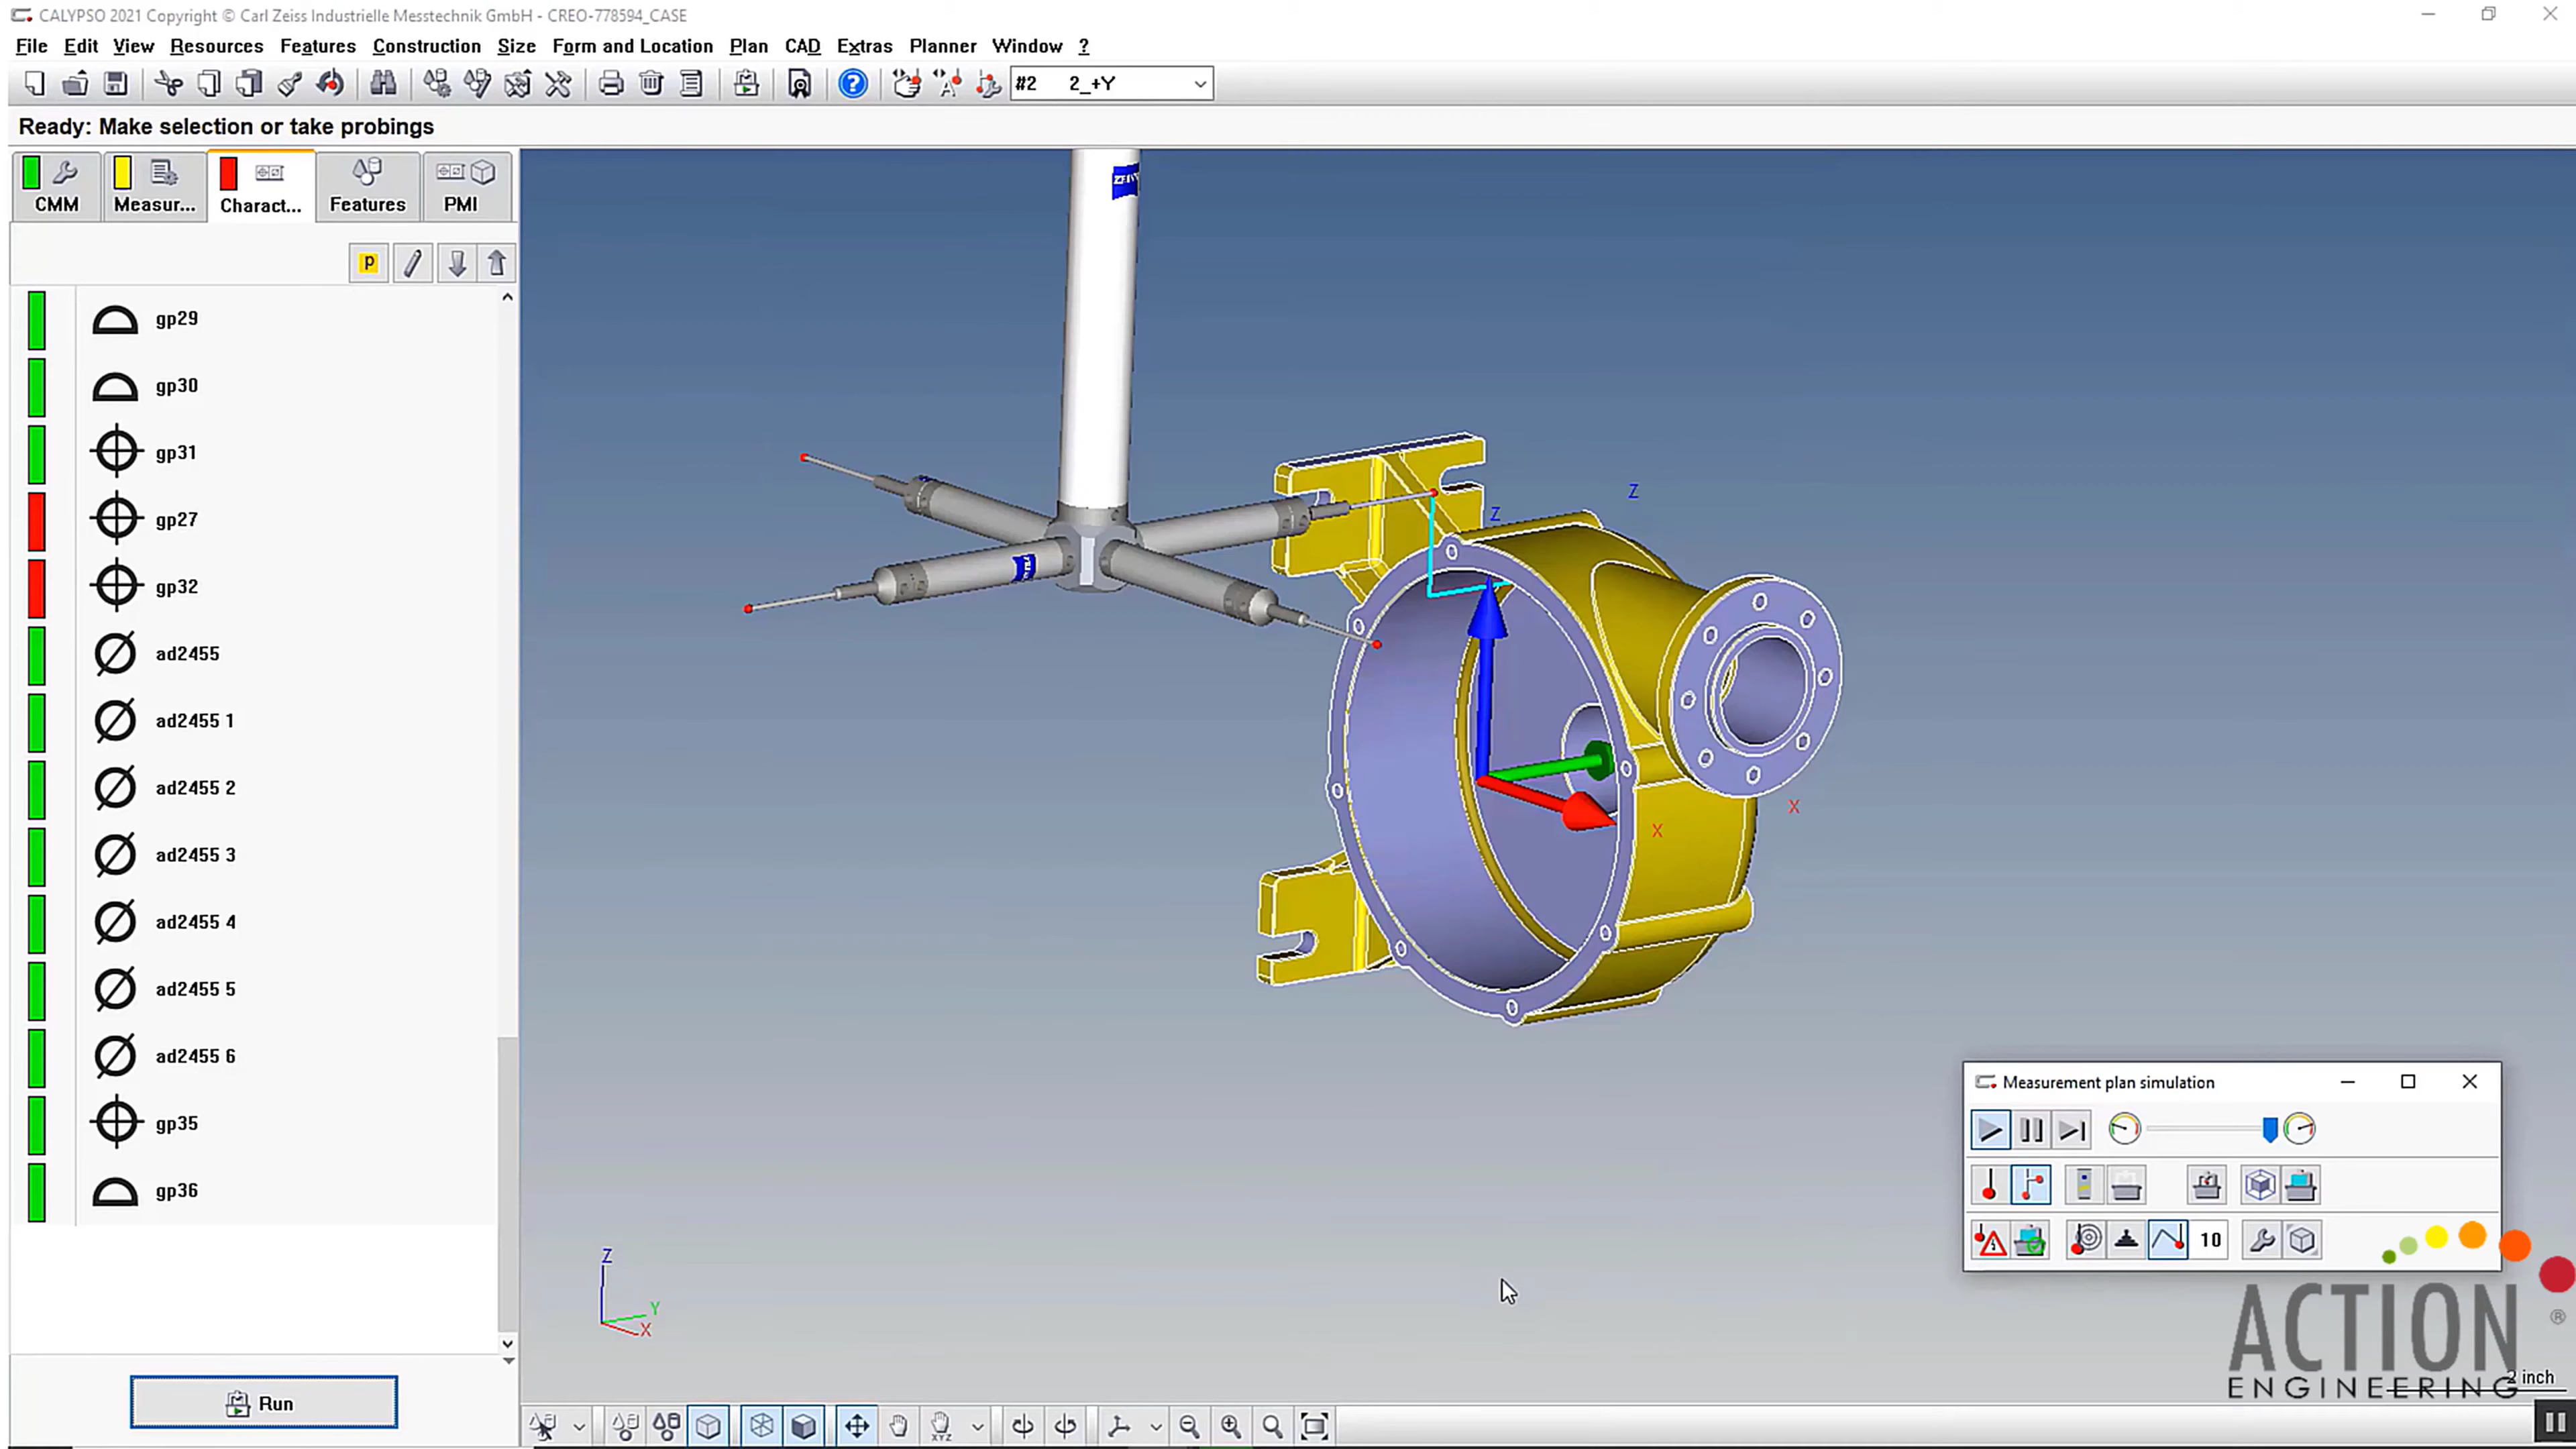 CALYPSO 2021 Copyright © Carl Zeiss Industrielle Messtechnik GmbH - CREO-778594_CASE
File Edit View Resources Features Construction Size Form and Location Plan CAD Extras Planner Window ?
#2 2_+Y
Ready: Make selection or take probings
CMM Measur... Charact... Features PMI
p
gp29
gp30
gp31
gp27
gp32
ad2455
ad2455 1
ad2455 2
ad2455 3
ad2455 4
ad2455 5
ad2455 6
gp35
gp36
Run
ZEISS
Z
Z
X
X
Z
Y
X
Measurement plan simulation
10
ACTION
ENGINEERING
®
2 inch
XYZ